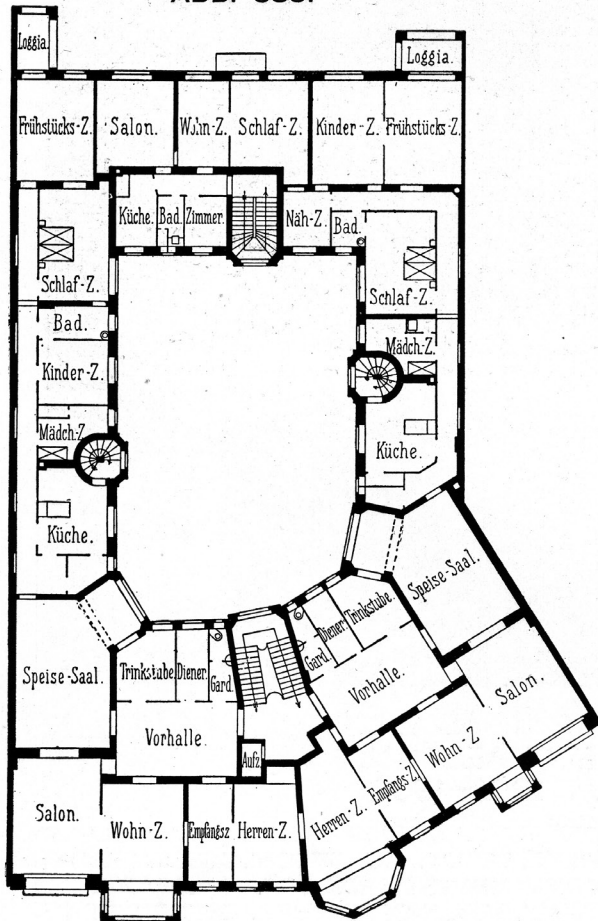 Loggia.
Loggia.
Frühstücks-Z.
Salon.
Wohn-Z.
Schlaf-Z.
Kinder-Z.
Frühstücks-Z.
Küche.
Bad.
Zimmer.
Näh-Z.
Bad.
Schlaf-Z.
Schlaf-Z.
Bad.
Mädch-Z.
Kinder-Z.
Mädch-Z.
Küche.
Küche.
Speise-Saal.
Trinkstube.
Diener.
Gard.
Speise-Saal.
Trinkstube.
Diener.
Gard.
Vorhalle.
Vorhalle.
Aufz.
Salon.
Wohn-Z.
Salon.
Wohn-Z.
Empfangsz.
Herren-Z.
Herren-Z.
Empfangs-Z.